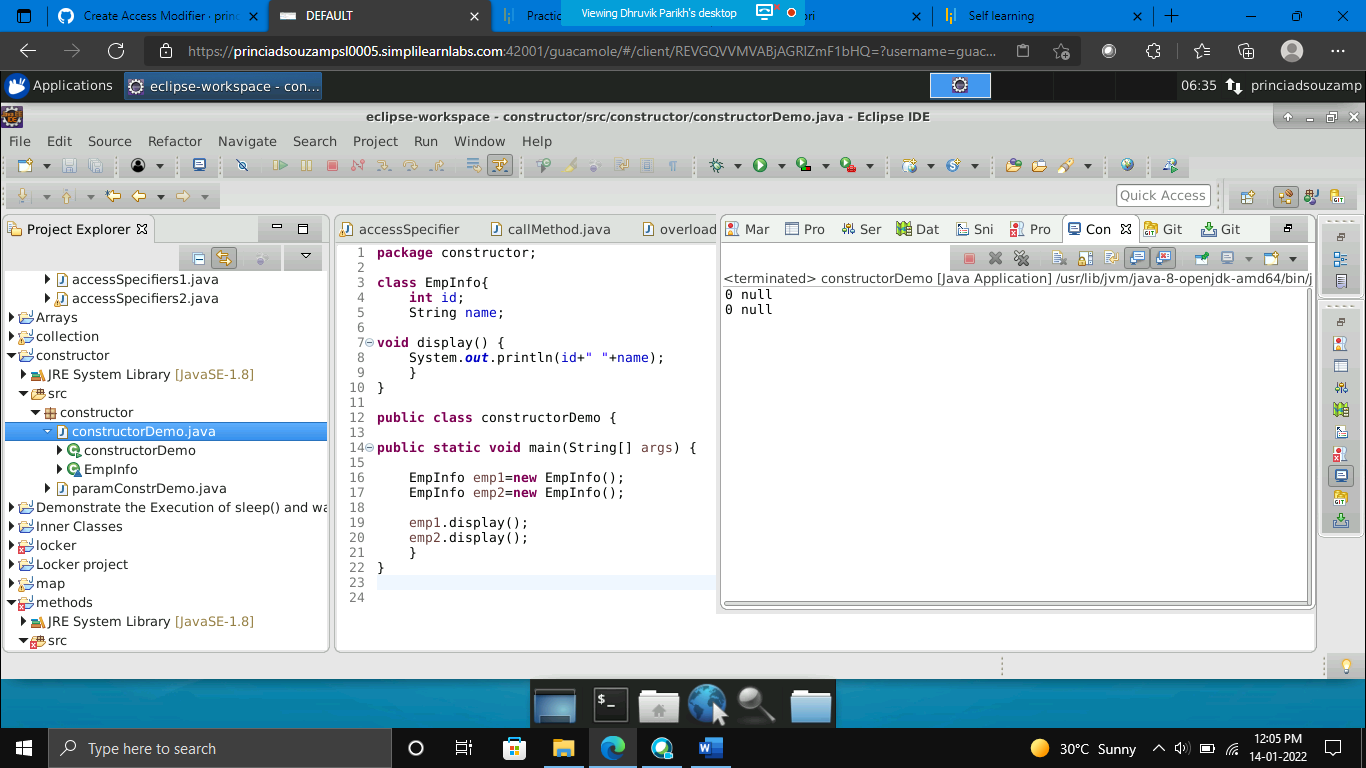 Create Access Modifier · princ
DEFAULT
Practic
Viewing Dhruvik Parikh's desktop
ori
Self learning
https://princiadsouzampsl0005.simplilearnlabs.com:42001/guacamole/#/client/REVGQVVMVABjAGRlZmF1bHQ=?username=guac...
Applications
eclipse-workspace - con...
06:35
princiadsouzamp
eclipse-workspace - constructor/src/constructor/constructorDemo.java - Eclipse IDE
File Edit Source Refactor Navigate Search Project Run Window Help
Quick Access
Project Explorer
accessSpecifiers1.java
accessSpecifiers2.java
Arrays
collection
constructor
JRE System Library [JavaSE-1.8]
src
constructor
constructorDemo.java
constructorDemo
EmpInfo
paramConstrDemo.java
Demonstrate the Execution of sleep() and wa
Inner Classes
locker
Locker project
map
methods
JRE System Library [JavaSE-1.8]
src
accessSpecifier
callMethod.java
overload
1 package constructor;
2
3 class EmpInfo{
4 int id;
5 String name;
6
7 void display() {
8 System.out.println(id+" "+name);
9 }
10 }
11
12 public class constructorDemo {
13
14 public static void main(String[] args) {
15
16 EmpInfo emp1=new EmpInfo();
17 EmpInfo emp2=new EmpInfo();
18
19 emp1.display();
20 emp2.display();
21 }
22 }
23
24
Mar Pro Ser Dat Sni Pro Con Git Git
<terminated> constructorDemo [Java Application] /usr/lib/jvm/java-8-openjdk-amd64/bin/j
0 null
0 null
Type here to search
30°C Sunny
12:05 PM
14-01-2022